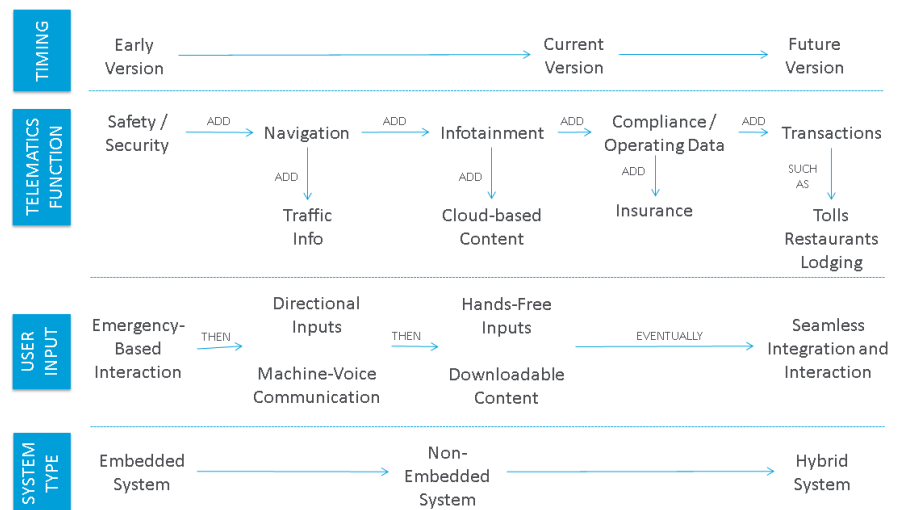 TIMING
Early
Version
Current
Version
Future
Version
TELEMATICS
FUNCTION
Safety /
Security
ADD
Navigation
ADD
Infotainment
ADD
Compliance /
Operating Data
ADD
Transactions
ADD
Traffic
Info
ADD
Cloud-based
Content
ADD
Insurance
SUCH
AS
Tolls
Restaurants
Lodging
USER
INPUT
Emergency-
Based
Interaction
THEN
Directional
Inputs
Machine-Voice
Communication
THEN
Hands-Free
Inputs
Downloadable
Content
EVENTUALLY
Seamless
Integration and
Interaction
SYSTEM
TYPE
Embedded
System
Non-
Embedded
System
Hybrid
System